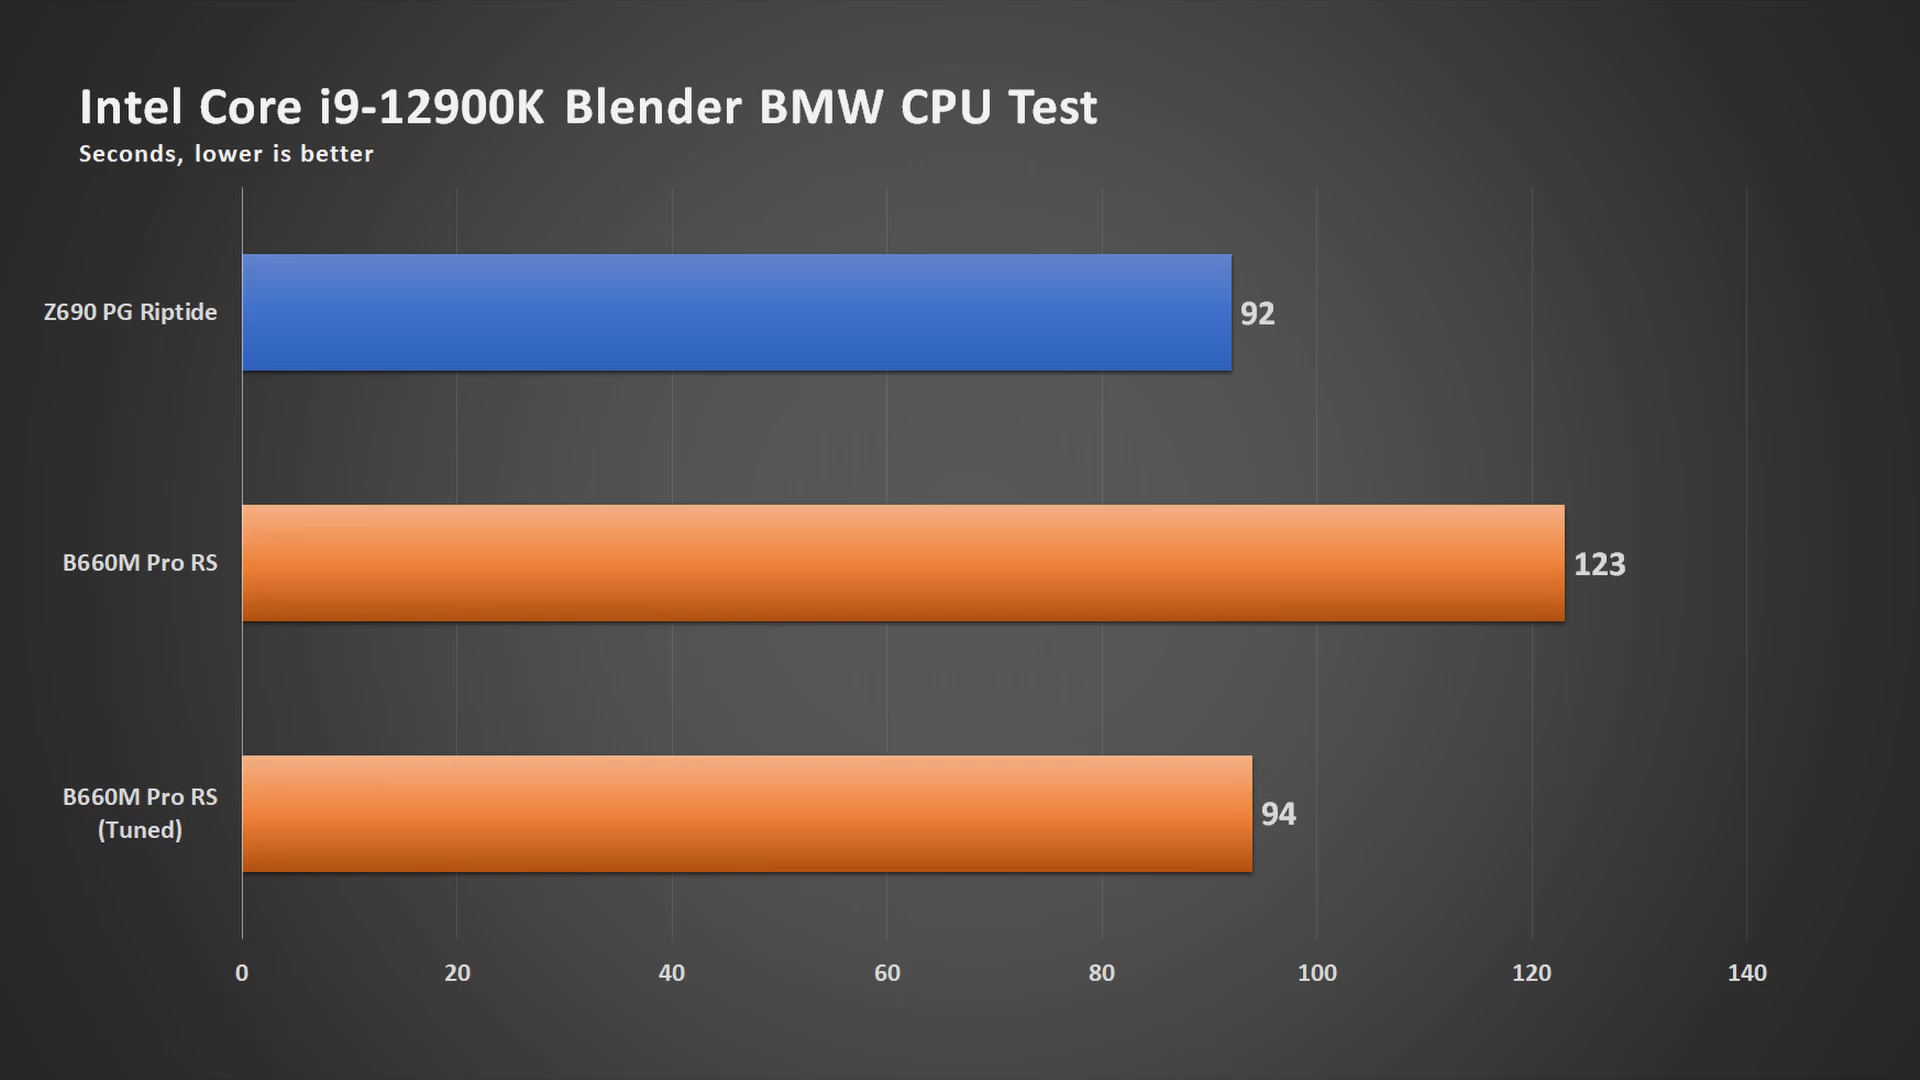 Intel Core i9-12900K Blender BMW CPU Test
Seconds, lower is better
Z690 PG Riptide
92
B660M Pro RS
123
B660M Pro RS
(Tuned)
94
0 20 40 60 80 100 120 140